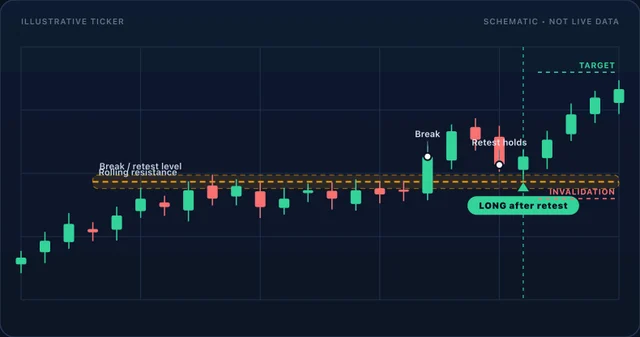 ILLUSTRATIVE TICKER
SCHEMATIC • NOT LIVE DATA
TARGET
Break
Retest holds
Break / retest level
Rolling resistance
INVALIDATION
LONG after retest